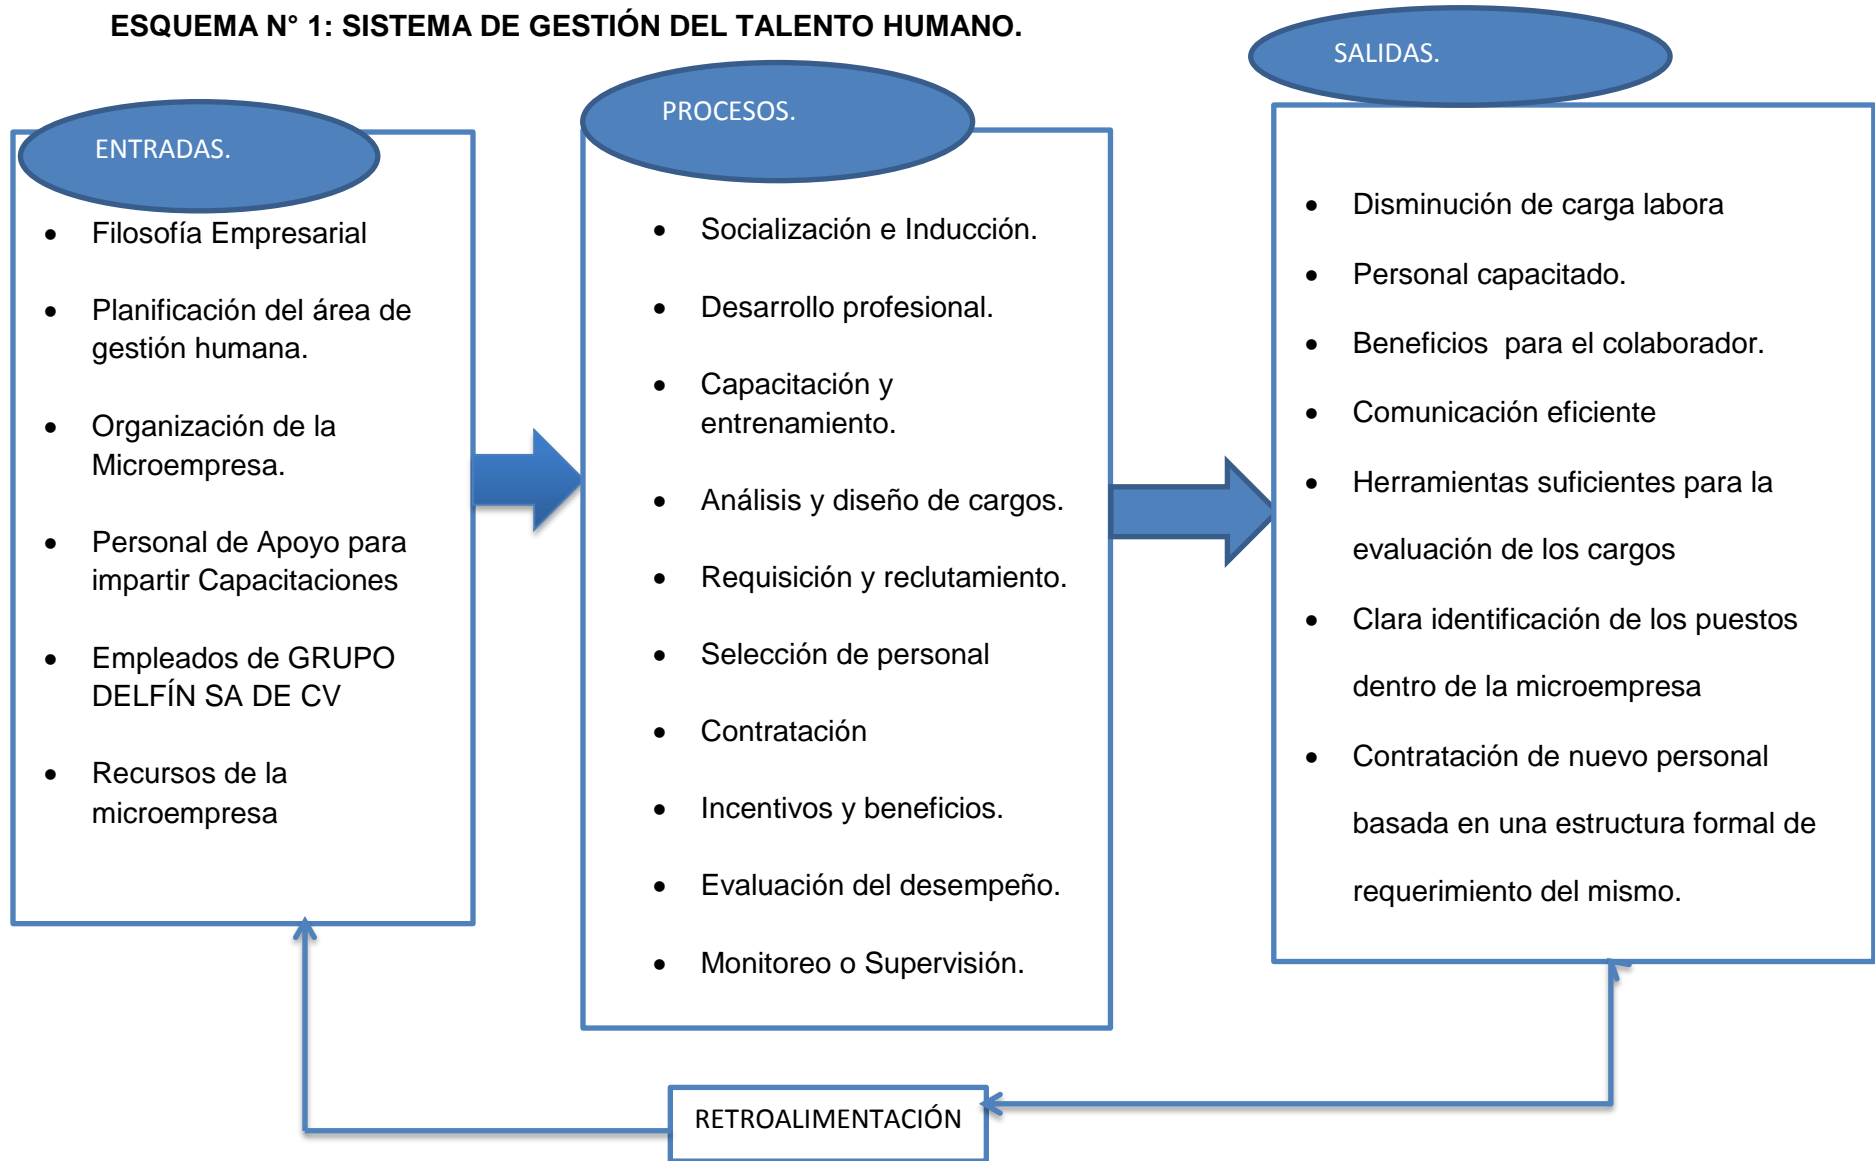 ESQUEMA N° 1: SISTEMA DE GESTIÓN DEL TALENTO HUMANO.
ENTRADAS.
Filosofía Empresarial
Planificación del área de
gestión humana.
Organización de la
Microempresa.
Personal de Apoyo para
impartir Capacitaciones
Empleados de GRUPO
DELFÍN SA DE CV
Recursos de la
microempresa
PROCESOS.
Socialización e Inducción.
Desarrollo profesional.
Capacitación y
entrenamiento.
Análisis y diseño de cargos.
Requisición y reclutamiento.
Selección de personal
Contratación
Incentivos y beneficios.
Evaluación del desempeño.
Monitoreo o Supervisión.
SALIDAS.
Disminución de carga labora
Personal capacitado.
Beneficios para el colaborador.
Comunicación eficiente
Herramientas suficientes para la
evaluación de los cargos
Clara identificación de los puestos
dentro de la microempresa
Contratación de nuevo personal
basada en una estructura formal de
requerimiento del mismo.
RETROALIMENTACIÓN